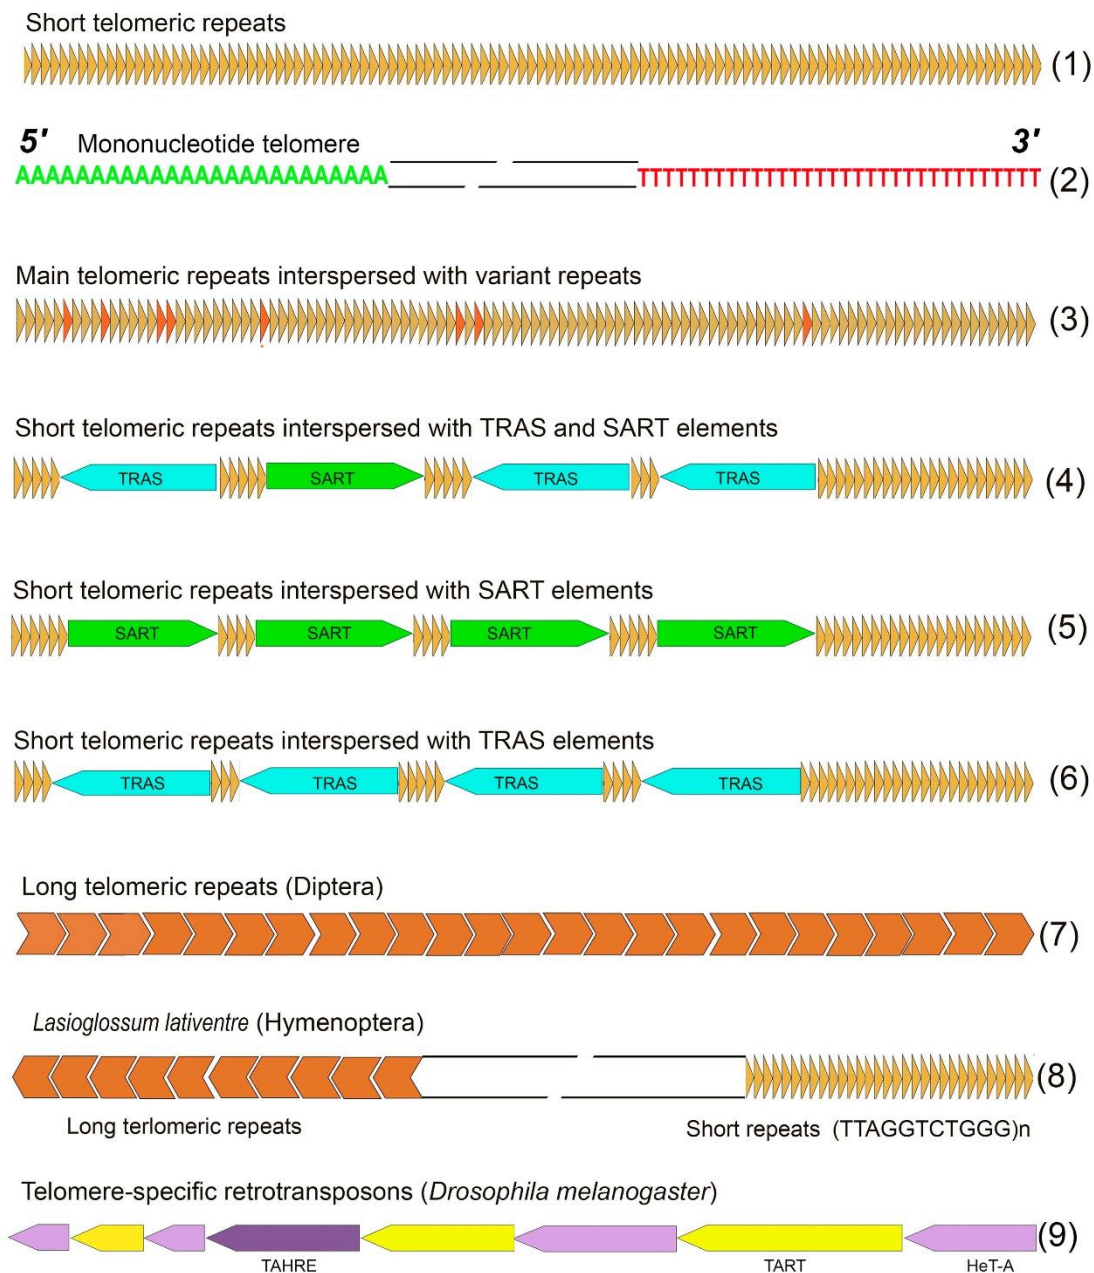 Short telomeric repeats
(1)
5' Mononucleotide telomere 3'
AAAAAAAAAAAAAAAAAAAAAAAAA TTTTTTTTTTTTTTTTTTTTTTTTTTTTTTTTT (2)
Main telomeric repeats interspersed with variant repeats
(3)
Short telomeric repeats interspersed with TRAS and SART elements
TRAS SART TRAS TRAS (4)
Short telomeric repeats interspersed with SART elements
SART SART SART SART (5)
Short telomeric repeats interspersed with TRAS elements
TRAS TRAS TRAS TRAS (6)
Long telomeric repeats (Diptera)
(7)
Lasioglossum lativentre (Hymenoptera)
(8)
Long terlomeric repeats Short repeats (TTAGGTCTGGG)n
Telomere-specific retrotransposons (Drosophila melanogaster)
(9)
TAHRE TART HeT-A